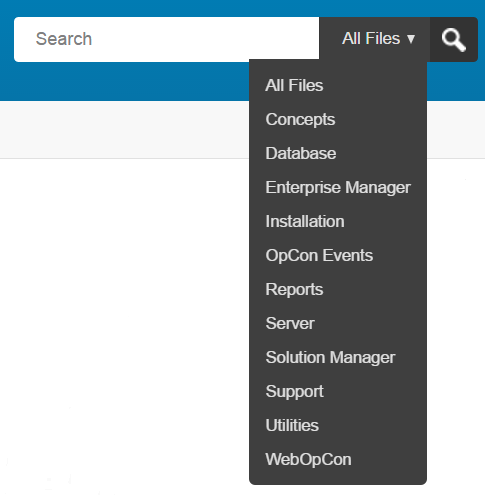 Search
All Files ▼
All Files
Concepts
Database
Enterprise Manager
Installation
OpCon Events
Reports
Server
Solution Manager
Support
Utilities
WebOpCon